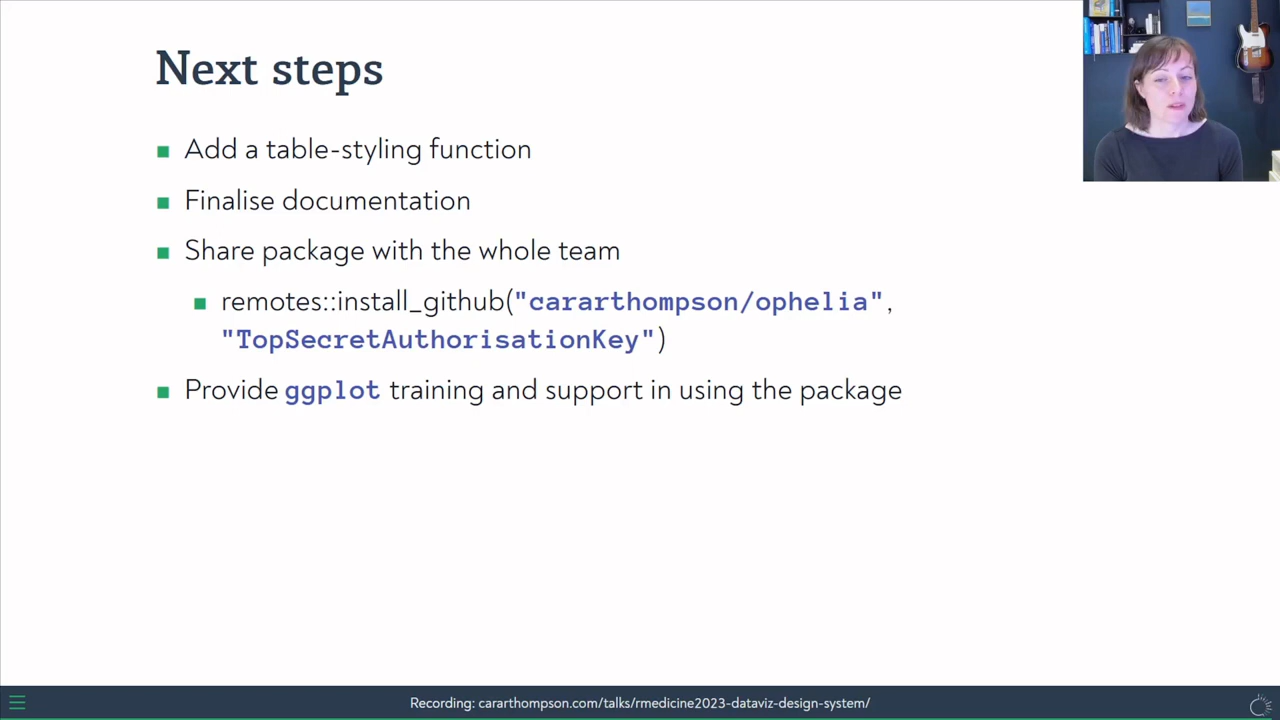 Next steps
Add a table-styling function
Finalise documentation
Share package with the whole team
remotes::install_github("cararthompson/ophelia",
"TopSecretAuthorisationKey")
Provide ggplot training and support in using the package
Recording: cararthompson.com/talks/rmedicine2023-dataviz-design-system/